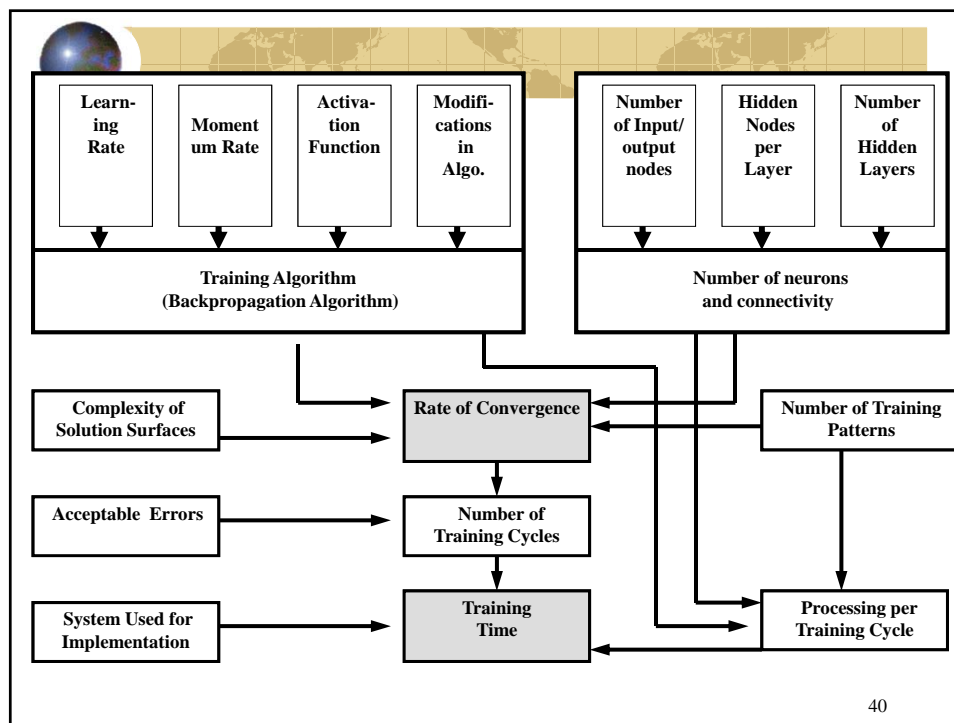 Learn-
ing
Rate
Moment
um Rate
Activa-
tion
Function
Modifi-
cations
in
Algo.
Number
of Input/
output
nodes
Hidden
Nodes
per
Layer
Number
of
Hidden
Layers
Training Algorithm
(Backpropagation Algorithm)
Number of neurons
and connectivity
Complexity of
Solution Surfaces
Rate of Convergence
Number of Training
Patterns
Acceptable Errors
Number of
Training Cycles
System Used for
Implementation
Training
Time
Processing per
Training Cycle
40